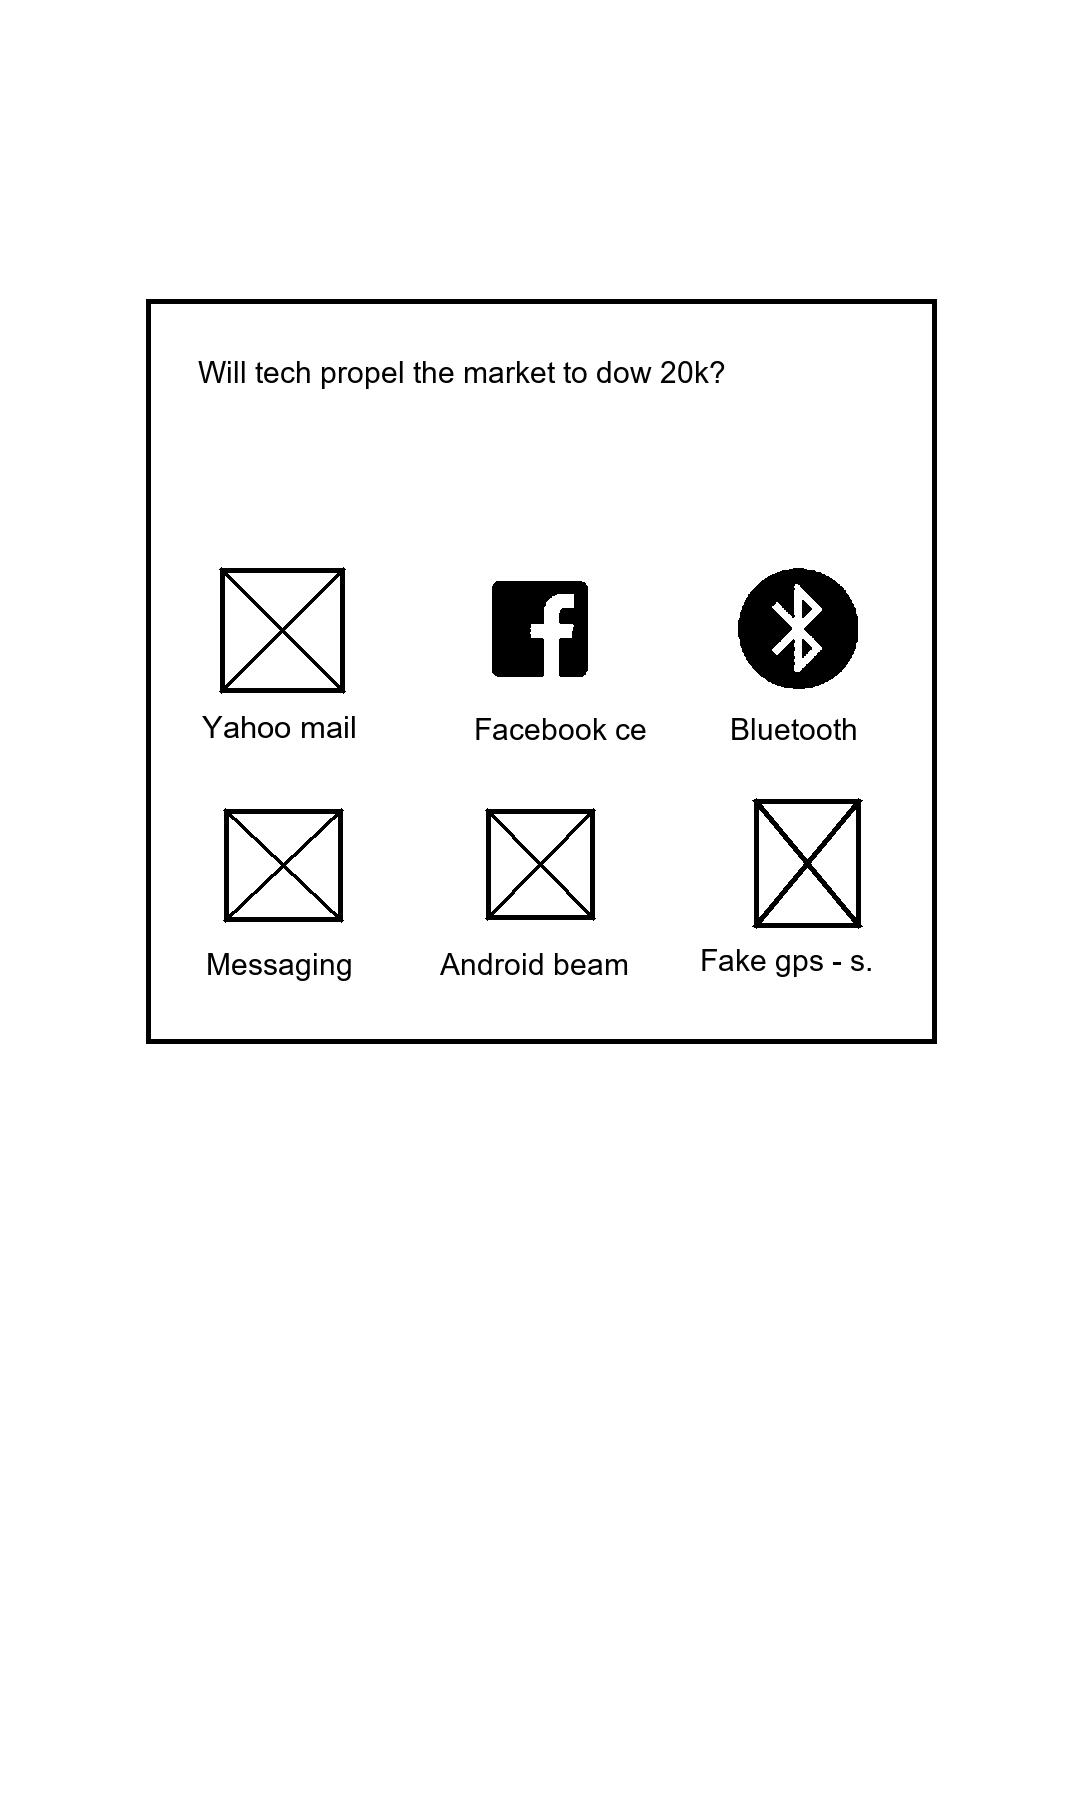 Will tech propel the market to dow 20k?
Yahoo mail
Facebook ce
Bluetooth
Messaging
Android beam
Fake gps - s.